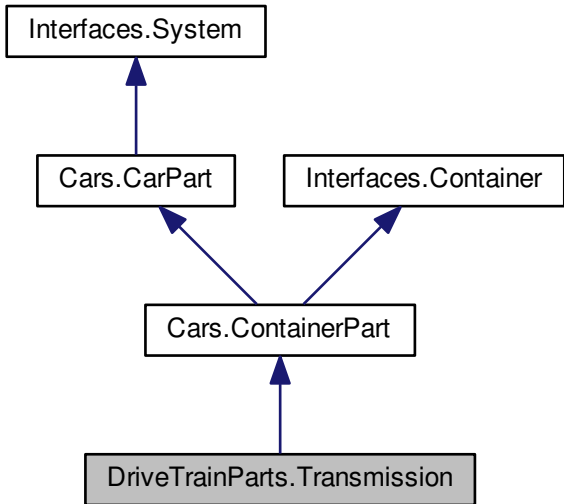 Interfaces.System
Cars.CarPart
Interfaces.Container
Cars.ContainerPart
DriveTrainParts.Transmission